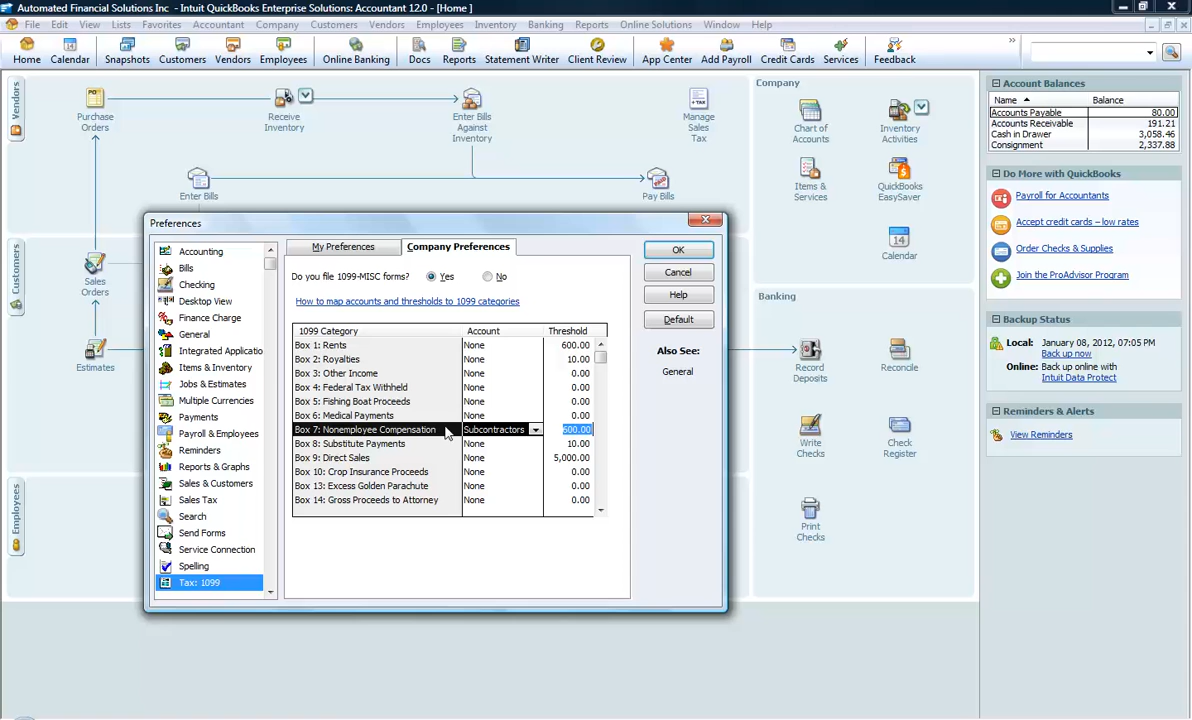 Automated Financial Solutions Inc - Intuit QuickBooks Enterprise Solutions: Accountant 12.0 - [Home ]
File Edit View Lists Favorites Accountant Company Customers Vendors Employees Inventory Banking Reports Online Solutions Window Help
Home Calendar Snapshots Customers Vendors Employees Online Banking Docs Reports Statement Writer Client Review App Center Add Payroll Credit Cards Services Feedback
Vendors
Purchase Orders
Receive Inventory
Enter Bills Against Inventory
Manage Sales Tax
Enter Bills
Pay Bills
Customers
Sales Orders
Estimates
Employees
Company
Chart of Accounts
Inventory Activities
Items & Services
QuickBooks EasySaver
Calendar
Banking
Record Deposits
Reconcile
Write Checks
Check Register
Print Checks
Account Balances
Name Balance
Accounts Payable 80.00
Accounts Receivable 191.21
Cash in Drawer 3,058.46
Consignment 2,337.88
Do More with QuickBooks
Payroll for Accountants
Accept credit cards – low rates
Order Checks & Supplies
Join the ProAdvisor Program
Backup Status
Local: January 08, 2012, 07:05 PM
Back up now
Online: Back up online with
Intuit Data Protect
Reminders & Alerts
View Reminders
Preferences
Accounting
Bills
Checking
Desktop View
Finance Charge
General
Integrated Applicatio
Items & Inventory
Jobs & Estimates
Multiple Currencies
Payments
Payroll & Employees
Reminders
Reports & Graphs
Sales & Customers
Sales Tax
Search
Send Forms
Service Connection
Spelling
Tax: 1099
My Preferences Company Preferences
Do you file 1099-MISC forms? Yes No
How to map accounts and thresholds to 1099 categories
1099 Category Account Threshold
Box 1: Rents None 600.00
Box 2: Royalties None 10.00
Box 3: Other Income None 0.00
Box 4: Federal Tax Withheld None 0.00
Box 5: Fishing Boat Proceeds None 0.00
Box 6: Medical Payments None 0.00
Box 7: Nonemployee Compensation Subcontractors 600.00
Box 8: Substitute Payments None 10.00
Box 9: Direct Sales None 5,000.00
Box 10: Crop Insurance Proceeds None 0.00
Box 13: Excess Golden Parachute None 0.00
Box 14: Gross Proceeds to Attorney None 0.00
OK
Cancel
Help
Default
Also See:
General